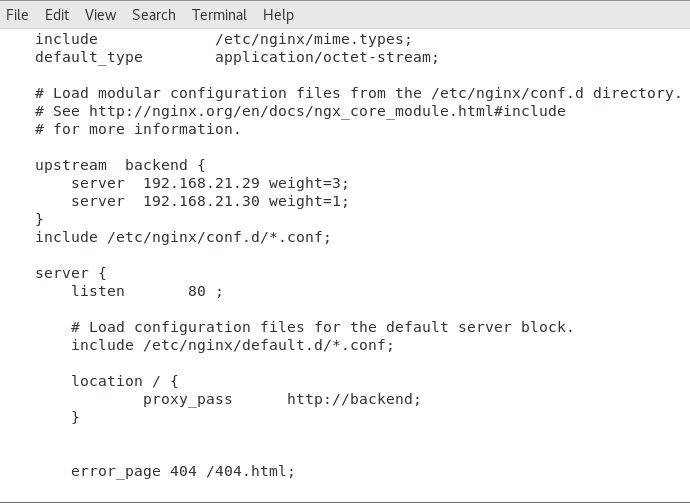 File Edit View Search Terminal Help
    include             /etc/nginx/mime.types;
    default_type        application/octet-stream;

    # Load modular configuration files from the /etc/nginx/conf.d directory.
    # See http://nginx.org/en/docs/ngx_core_module.html#include
    # for more information.

    upstream  backend {
        server  192.168.21.29 weight=3;
        server  192.168.21.30 weight=1;
    }
    include /etc/nginx/conf.d/*.conf;

    server {
        listen       80 ;

        # Load configuration files for the default server block.
        include /etc/nginx/default.d/*.conf;

        location / {
                proxy_pass      http://backend;
        }


        error_page 404 /404.html;